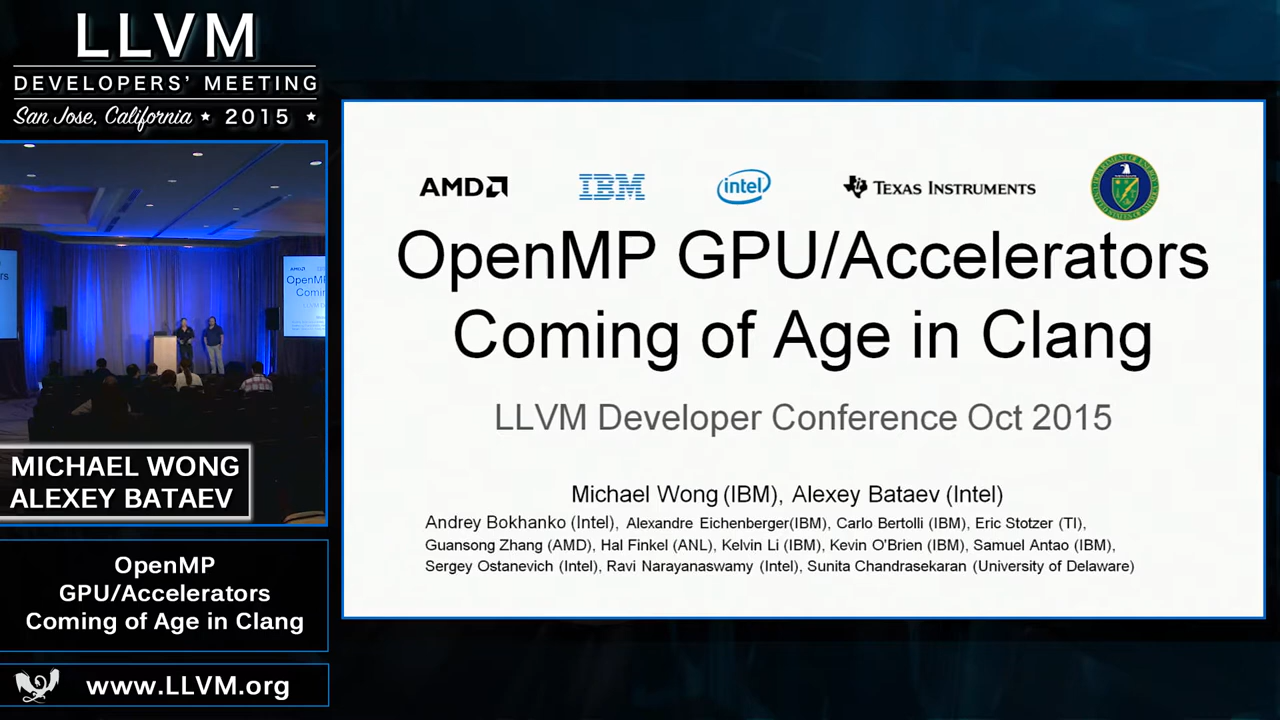 LLVM
DEVELOPERS' MEETING
San Jose, California ★ 2015 ★
AMD
IBM
intel
TEXAS INSTRUMENTS
OpenMP GPU/Accelerators
Coming of Age in Clang
LLVM Developer Conference Oct 2015
Michael Wong (IBM), Alexey Bataev (Intel)
Andrey Bokhanko (Intel), Alexandre Eichenberger(IBM), Carlo Bertolli (IBM), Eric Stotzer (TI),
Guansong Zhang (AMD), Hal Finkel (ANL), Kelvin Li (IBM), Kevin O'Brien (IBM), Samuel Antao (IBM),
Sergey Ostanevich (Intel), Ravi Narayanaswamy (Intel), Sunita Chandrasekaran (University of Delaware)
MICHAEL WONG
ALEXEY BATAEV
OpenMP
GPU/Accelerators
Coming of Age in Clang
www.LLVM.org